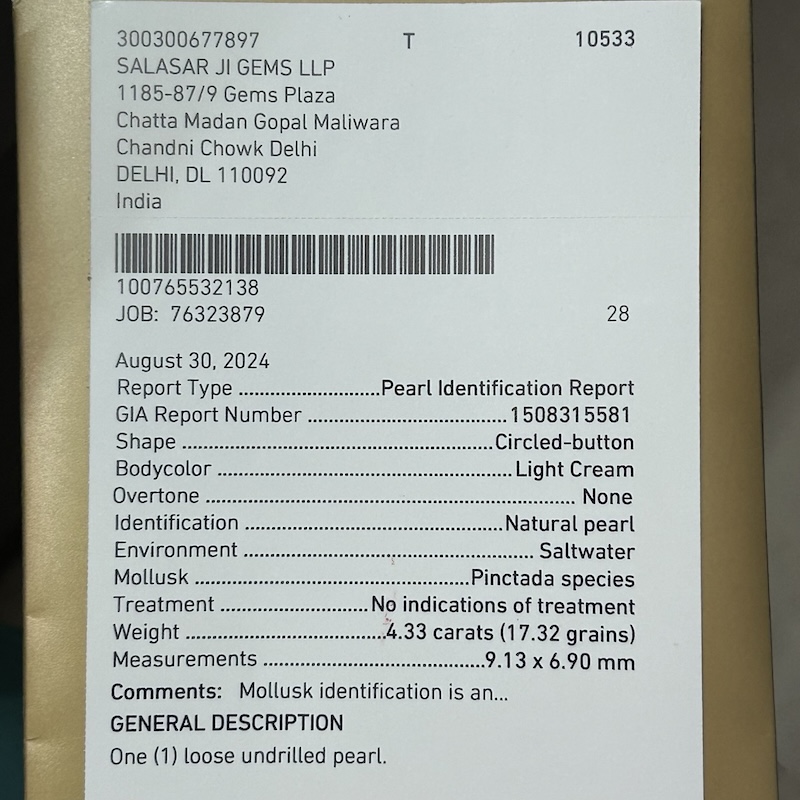 300300677897 T 10533
SALASAR JI GEMS LLP
1185-87/9 Gems Plaza
Chatta Madan Gopal Maliwara
Chandni Chowk Delhi
DELHI, DL 110092
India
100765532138
JOB: 76323879 28
August 30, 2024
Report Type ........................Pearl Identification Report
GIA Report Number ..................................1508315581
Shape .....................................................Circled-button
Bodycolor ..................................................Light Cream
Overtone ................................................................ None
Identification ...........................................Natural pearl
Environment ................................................. Saltwater
Mollusk ..............................................Pinctada species
Treatment .........................No indications of treatment
Weight ..................................4.33 carats (17.32 grains)
Measurements ......................................9.13 x 6.90 mm
Comments: Mollusk identification is an...
GENERAL DESCRIPTION
One (1) loose undrilled pearl.